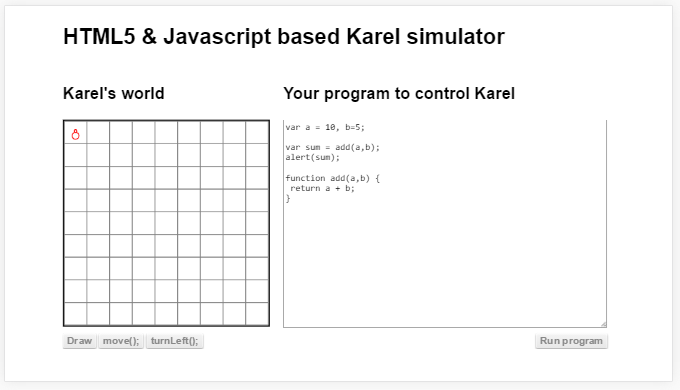 HTML5 & Javascript based Karel simulator
Karel's world
Your program to control Karel
var a = 10, b=5;
var sum = add(a,b);
alert(sum);
function add(a,b) {
 return a + b;
}
Draw move(); turnLeft(); Run program